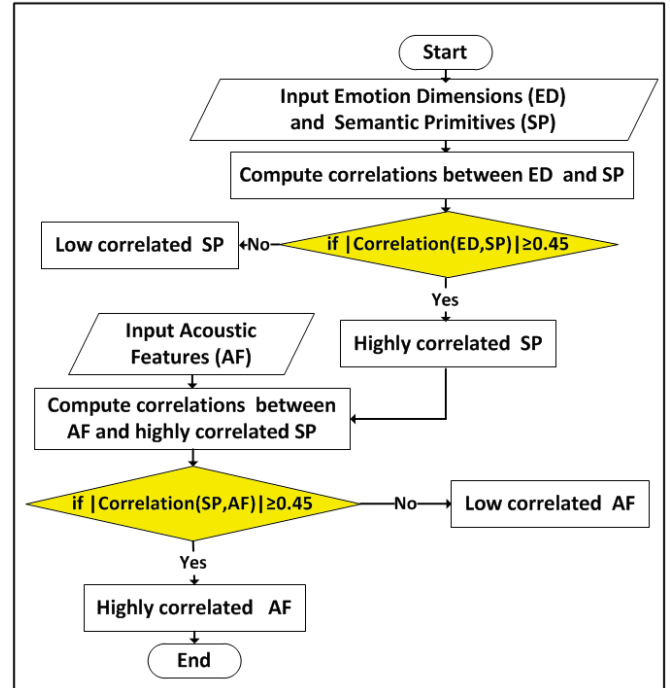 Start
Input Emotion Dimensions (ED)
and Semantic Primitives (SP)
Compute correlations between ED and SP
if |Correlation(ED,SP)|≥0.45
No
Low correlated SP
Yes
Highly correlated SP
Input Acoustic
Features (AF)
Compute correlations between
AF and highly correlated SP
if |Correlation(SP,AF)|≥0.45
No
Low correlated AF
Yes
Highly correlated AF
End